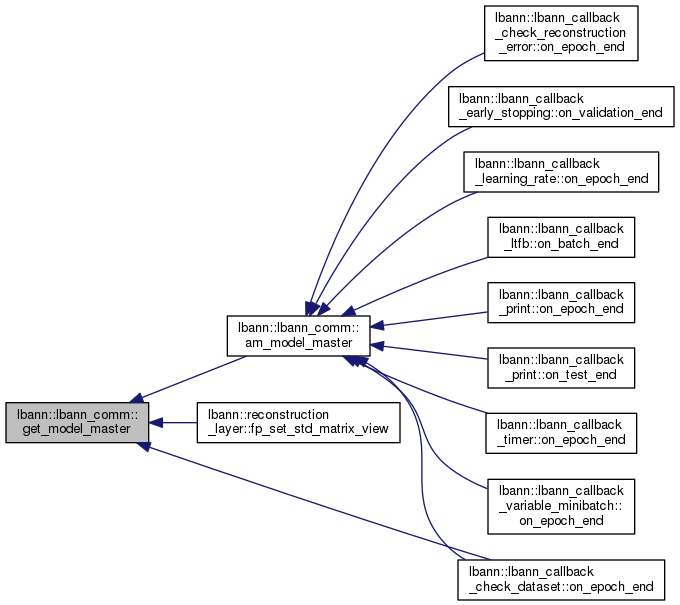 lbann::lbann_callback
_check_reconstruction
_error::on_epoch_end
lbann::lbann_callback
_early_stopping::on_validation_end
lbann::lbann_callback
_learning_rate::on_epoch_end
lbann::lbann_callback
_ltfb::on_batch_end
lbann::lbann_callback
_print::on_epoch_end
lbann::lbann_comm::
am_model_master
lbann::lbann_callback
_print::on_test_end
lbann::lbann_comm::
get_model_master
lbann::reconstruction
_layer::fp_set_std_matrix_view
lbann::lbann_callback
_timer::on_epoch_end
lbann::lbann_callback
_variable_minibatch::
on_epoch_end
lbann::lbann_callback
_check_dataset::on_epoch_end